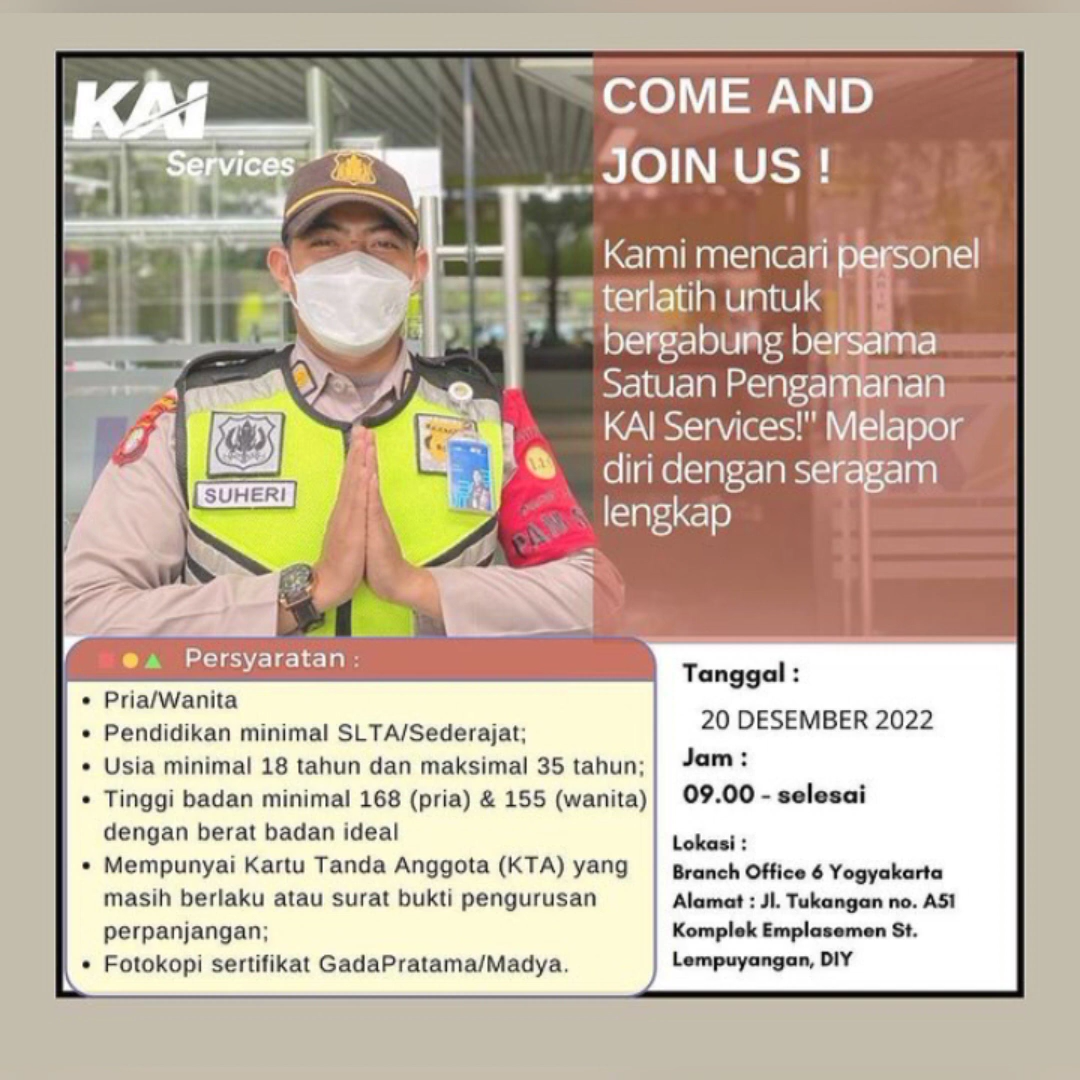 KAI
Services
COME AND
JOIN US !
Kami mencari personel
terlatih untuk
bergabung bersama
Satuan Pengamanan
KAI Services!" Melapor
diri dengan seragam
lengkap
SUHERI
PAM
Persyaratan :
• Pria/Wanita
• Pendidikan minimal SLTA/Sederajat;
• Usia minimal 18 tahun dan maksimal 35 tahun;
• Tinggi badan minimal 168 (pria) & 155 (wanita)
dengan berat badan ideal
• Mempunyai Kartu Tanda Anggota (KTA) yang
masih berlaku atau surat bukti pengurusan
perpanjangan;
• Fotokopi sertifikat GadaPratama/Madya.
Tanggal :
20 DESEMBER 2022
Jam :
09.00 - selesai
Lokasi :
Branch Office 6 Yogyakarta
Alamat : Jl. Tukangan no. A51
Komplek Emplasemen St.
Lempuyangan, DIY